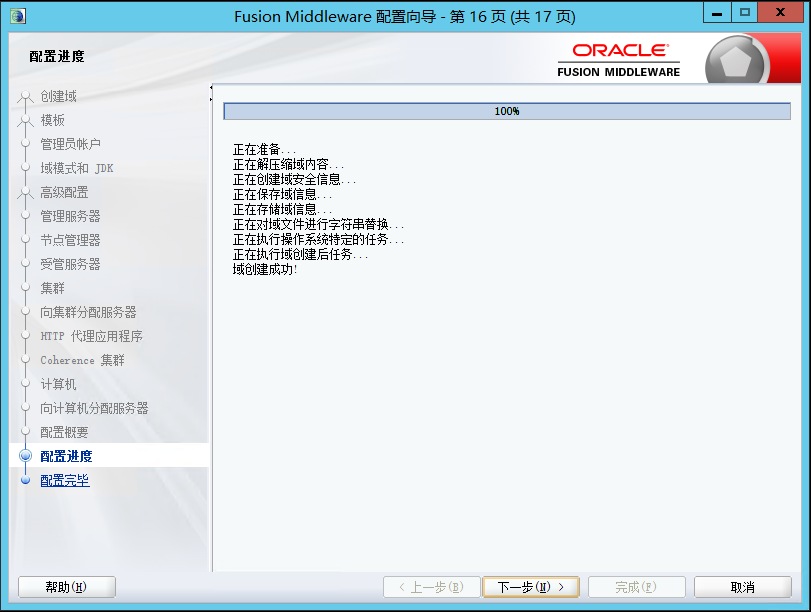 Fusion Middleware 配置向导 - 第 16 页 (共 17 页)
配置进度
ORACLE
FUSION MIDDLEWARE
创建域
模板
管理员帐户
域模式和 JDK
高级配置
管理服务器
节点管理器
受管服务器
集群
向集群分配服务器
HTTP 代理应用程序
Coherence 集群
计算机
向计算机分配服务器
配置概要
配置进度
配置完毕
100%
正在准备...
正在解压缩域内容...
正在创建域安全信息...
正在保存域信息...
正在存储域信息...
正在对域文件进行字符串替换...
正在执行操作系统特定的任务...
正在执行域创建后任务...
域创建成功!
帮助(H)
< 上一步(B)
下一步(N) >
完成(F)
取消